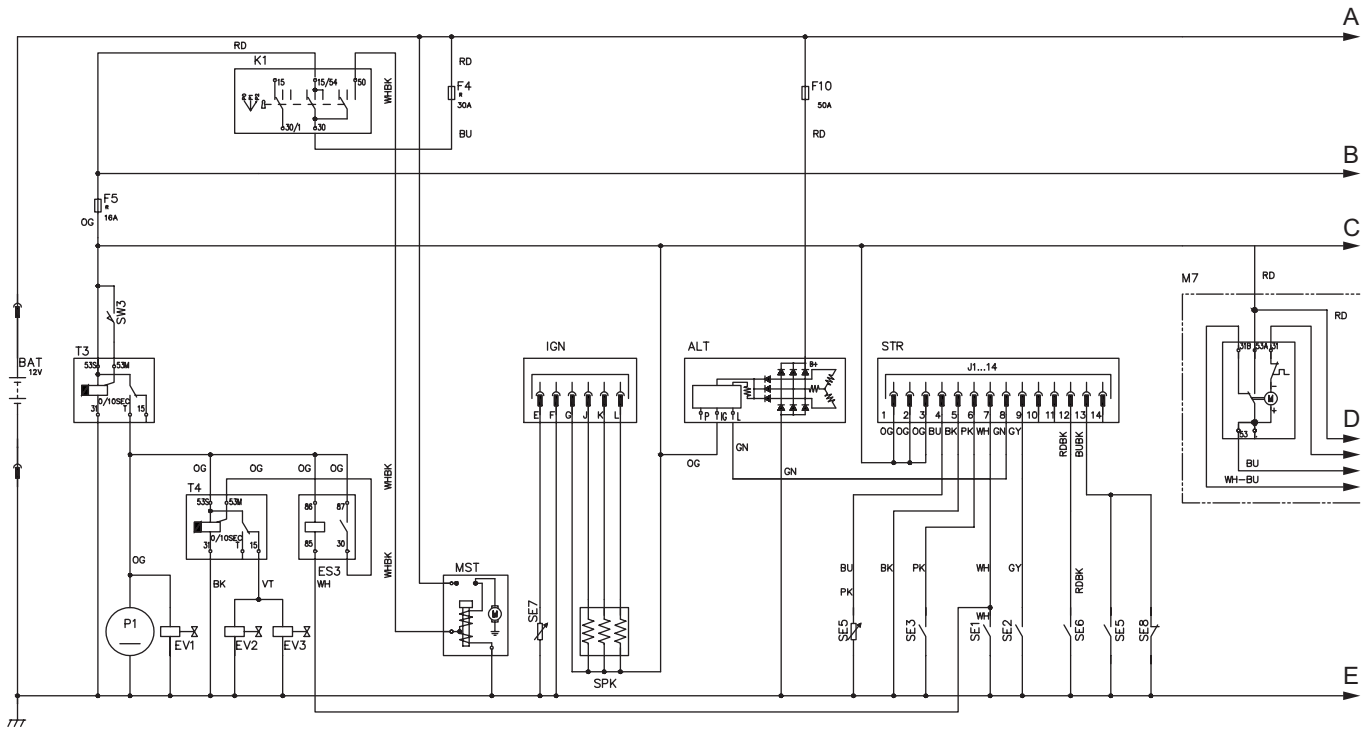 A
RD
K1
15
15/54
50
30/1
30
WHBK
RD
F4
30A
BU
F10
50A
RD
B
F5
16A
OG
C
RD
M7
RD
SW3
BAT
12V
T3
53S
53M
0/10SEC
31
T
15
IGN
E
F
G
J
K
L
ALT
B+
P
IG
L
STR
J1...14
1
2
3
4
5
6
7
8
9
10
11
12
13
14
OG
OG
OG
BU
BK
PK
WH
GN
GY
RDBK
BUBK
31B
53A
31
M
53
D
BU
WH-BU
OG
GN
GN
OG
OG
OG
OG
T4
53S
53M
0/10SEC
31
T
15
86
87
85
30
ES3
WHBK
WHBK
OG
BK
VT
WH
MST
M
SE7
BU
PK
BK
PK
WH
GY
RDBK
WH
P1
EV1
EV2
EV3
SPK
SE5
SE3
SE1
SE2
SE6
SE5
SE8
E